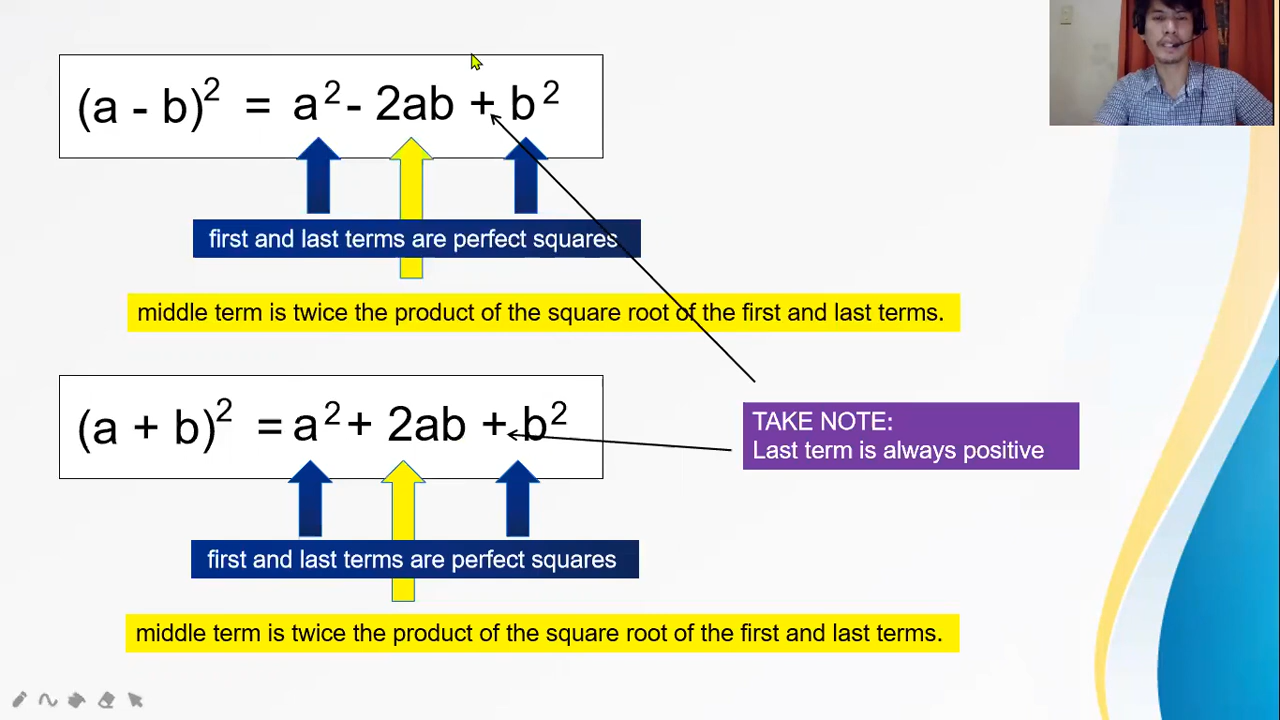 (a - b)² = a² - 2ab + b²
first and last terms are perfect squares
middle term is twice the product of the square root of the first and last terms.
(a + b)² = a² + 2ab + b²
TAKE NOTE:
Last term is always positive
first and last terms are perfect squares
middle term is twice the product of the square root of the first and last terms.